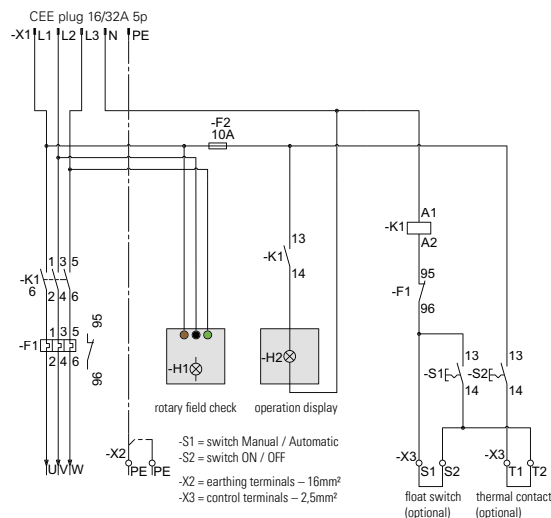 CEE plug 16/32A 5p
-X1 L1 L2 L3 N PE
-F2
10A
A1
-K1
A2
13
-K1
14
95
-F1
96
1 3 5
-K1
6
2 4 6
1 3 5
-F1
2 4 6
95
96
-H1
-H2
13
-S1
14
13
-S2
14
rotary field check
operation display
-S1 = switch Manual / Automatic
-S2 = switch ON / OFF
-X2 = earthing terminals – 16mm²
-X3 = control terminals – 2,5mm²
U V W
-X2
PE PE
-X3
S1 S2
-X3
T1 T2
float switch
(optional)
thermal contact
(optional)